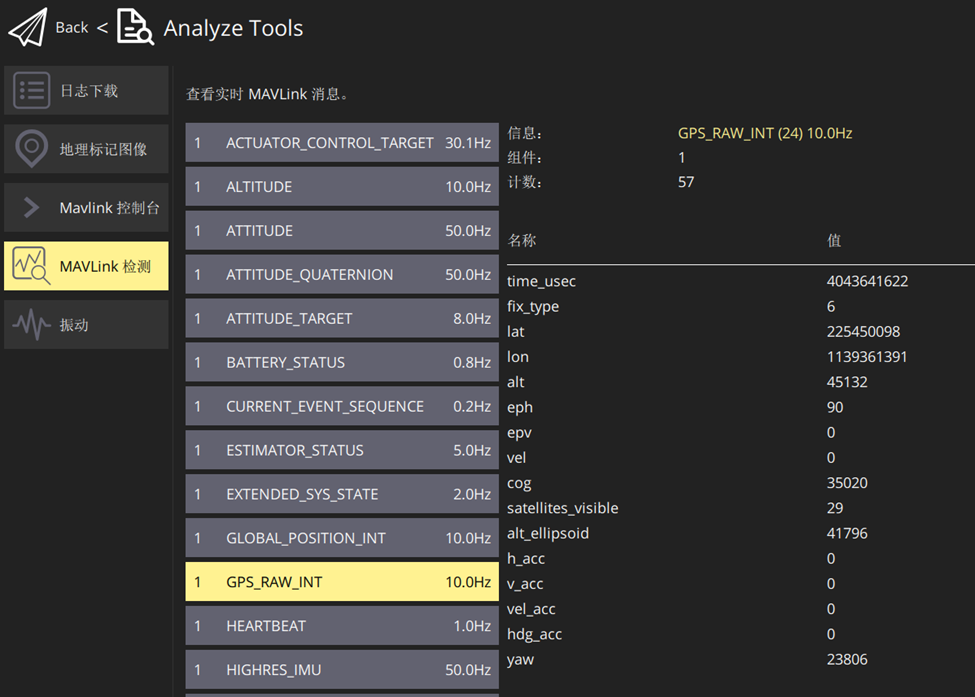 Back < Analyze Tools
日志下载
地理标记图像
Mavlink 控制台
MAVLink 检测
振动
查看实时 MAVLink 消息。
1 ACTUATOR_CONTROL_TARGET 30.1Hz
1 ALTITUDE 10.0Hz
1 ATTITUDE 50.0Hz
1 ATTITUDE_QUATERNION 50.0Hz
1 ATTITUDE_TARGET 8.0Hz
1 BATTERY_STATUS 0.8Hz
1 CURRENT_EVENT_SEQUENCE 0.2Hz
1 ESTIMATOR_STATUS 5.0Hz
1 EXTENDED_SYS_STATE 2.0Hz
1 GLOBAL_POSITION_INT 10.0Hz
1 GPS_RAW_INT 10.0Hz
1 HEARTBEAT 1.0Hz
1 HIGHRES_IMU 50.0Hz
信息： GPS_RAW_INT (24) 10.0Hz
组件： 1
计数： 57
名称 值
time_usec 4043641622
fix_type 6
lat 225450098
lon 1139361391
alt 45132
eph 90
epv 0
vel 0
cog 35020
satellites_visible 29
alt_ellipsoid 41796
h_acc 0
v_acc 0
vel_acc 0
hdg_acc 0
yaw 23806